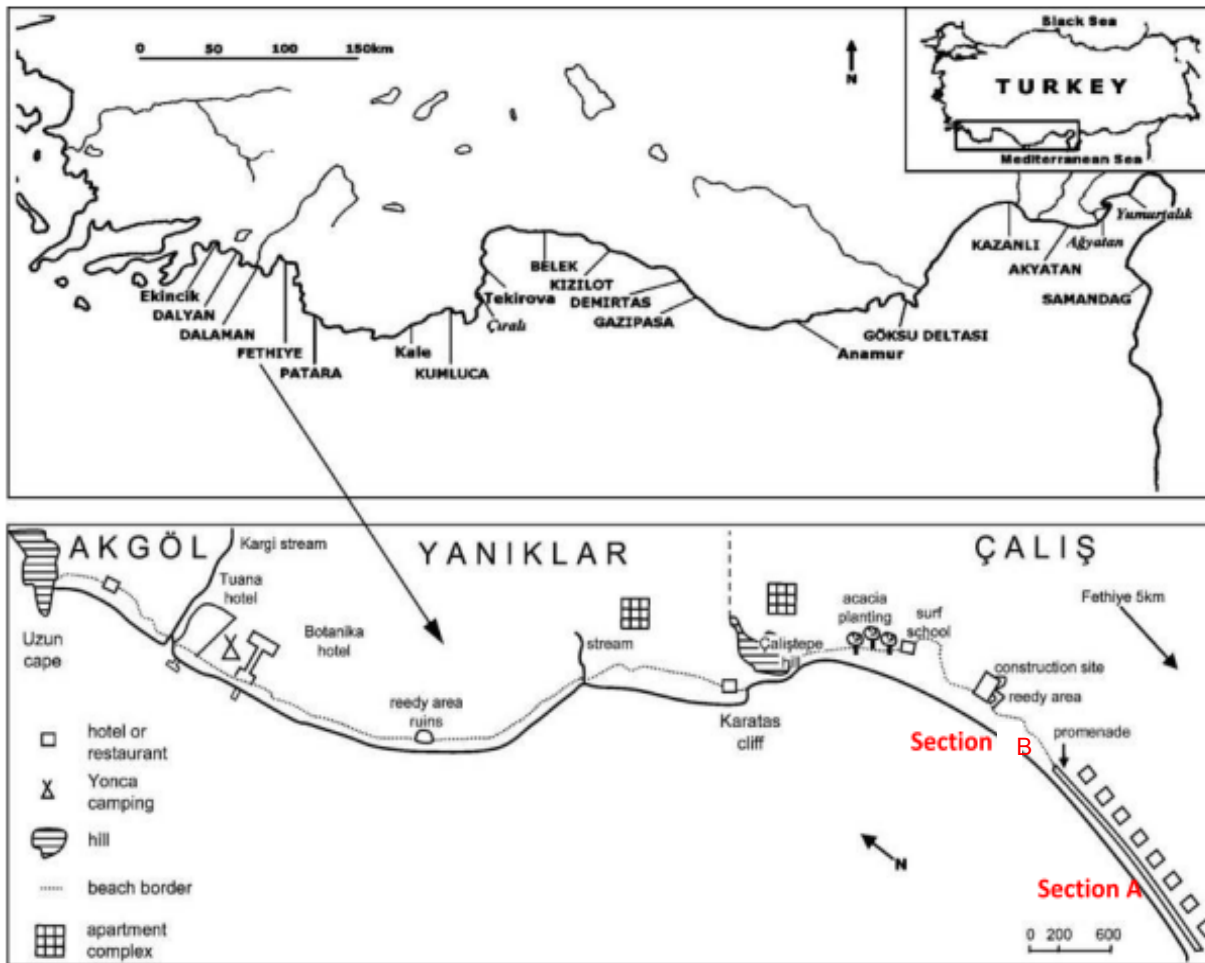 0 50 100 150km
N
Black Sea
TURKEY
Mediterranean Sea
Ekincik
DALYAN
DALAMAN
FETHIYE
PATARA
Kale
KUMLUCA
Tekirova
Çıralı
BELEK
KIZILOT
DEMIRTAS
GAZIPASA
Anamur
GÖKSU DELTASI
KAZANLI
AKYATAN
Ağyatan
Yumurtalık
SAMANDAG
AKGÖL
YANIKLAR
ÇALIŞ
Kargi stream
Tuana
hotel
Uzun
cape
Botanika
hotel
reedy area
ruins
stream
Karatas
cliff
Çaliştepe
hill
acacia
planting
surf
school
Fethiye 5km
construction site
reedy area
promenade
Section B
Section A
N
0 200 600
hotel or
restaurant
Yonca
camping
hill
beach border
apartment
complex